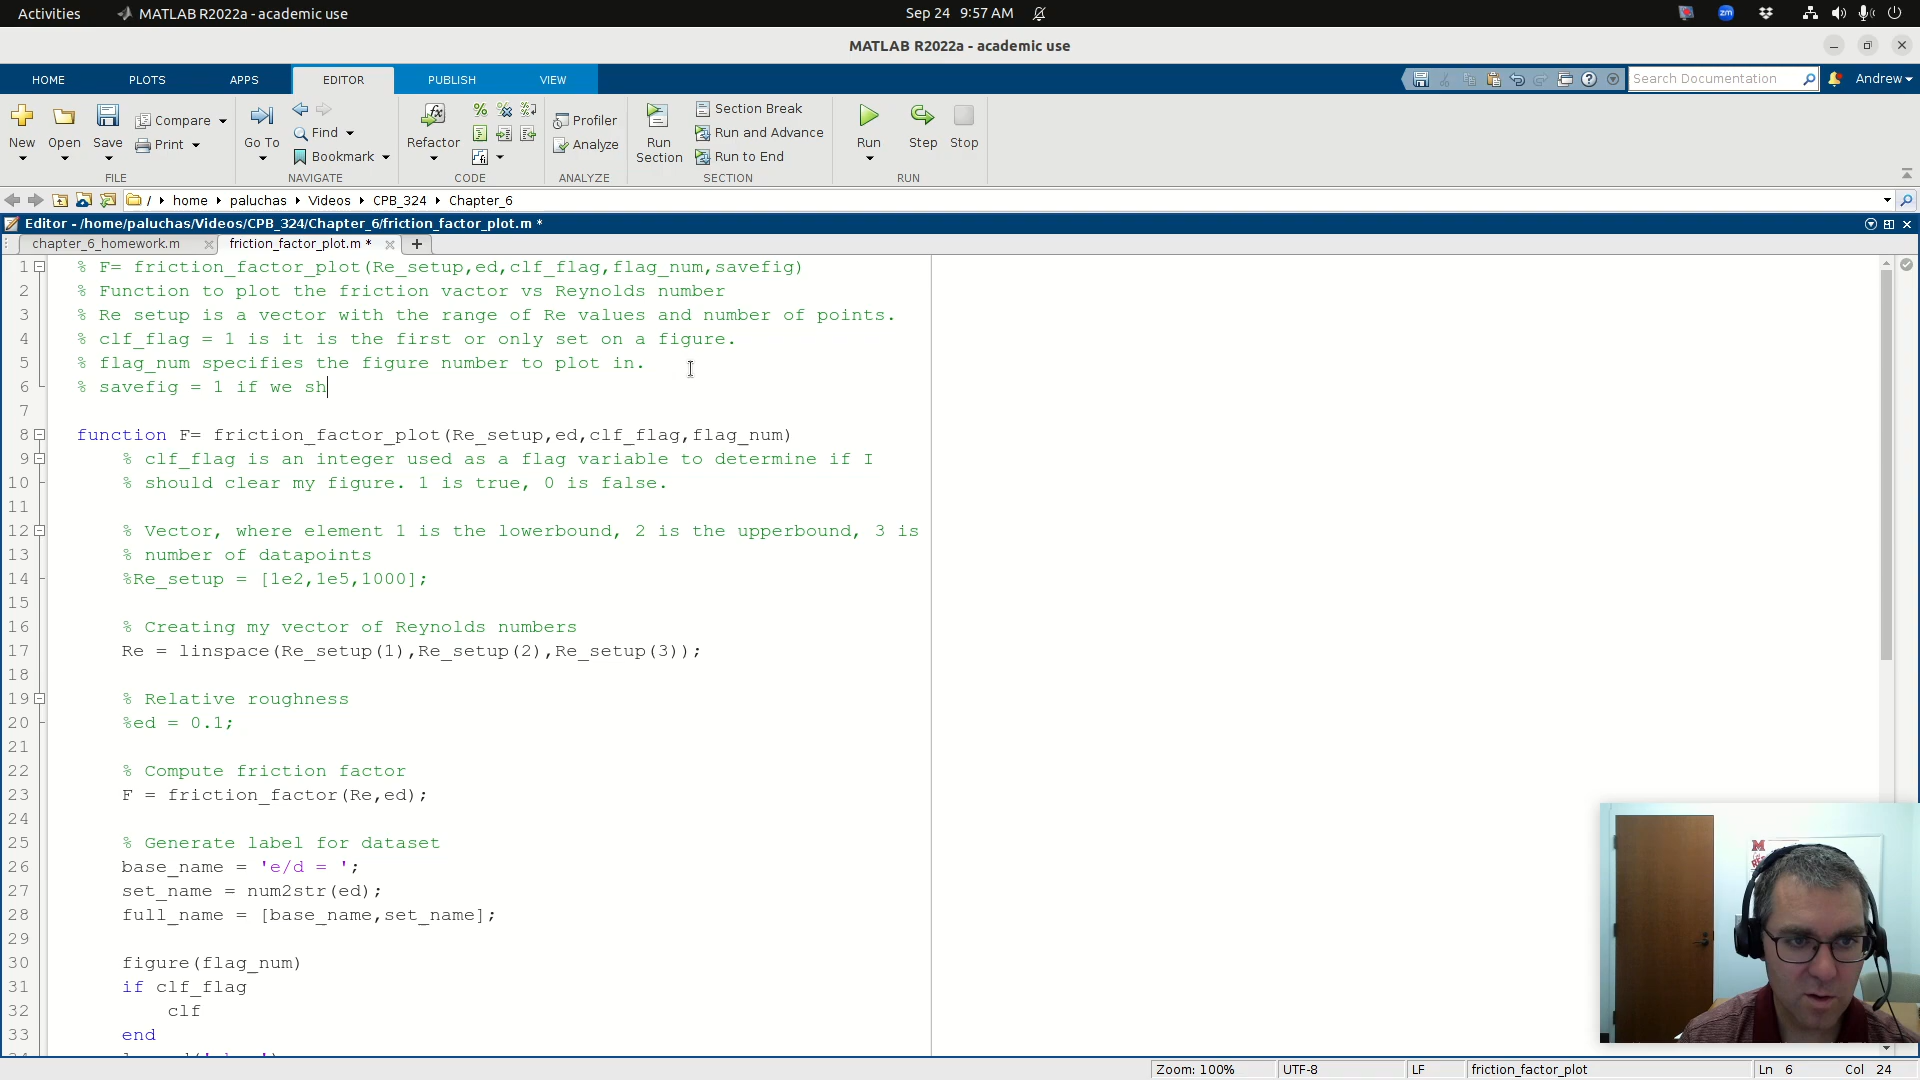 Activities
MATLAB R2022a - academic use
Sep 24 9:57 AM
zm
MATLAB R2022a - academic use
HOME
PLOTS
APPS
EDITOR
PUBLISH
VIEW
Search Documentation
Andrew
New
Open
Save
Compare
Print
Go To
Find
Bookmark
Refactor
Profiler
Analyze
Run Section
Section Break
Run and Advance
Run to End
Run
Step
Stop
FILE
NAVIGATE
CODE
ANALYZE
SECTION
RUN
/ home paluchas Videos CPB_324 Chapter_6
Editor - /home/paluchas/Videos/CPB_324/Chapter_6/friction_factor_plot.m *
chapter_6_homework.m
friction_factor_plot.m *
1 % F= friction_factor_plot(Re_setup,ed,clf_flag,flag_num,savefig)
2 % Function to plot the friction vactor vs Reynolds number
3 % Re setup is a vector with the range of Re values and number of points.
4 % clf_flag = 1 is it is the first or only set on a figure.
5 % flag_num specifies the figure number to plot in.
6 % savefig = 1 if we sh
7
8 function F= friction_factor_plot(Re_setup,ed,clf_flag,flag_num)
9 % clf_flag is an integer used as a flag variable to determine if I
10 % should clear my figure. 1 is true, 0 is false.
11
12 % Vector, where element 1 is the lowerbound, 2 is the upperbound, 3 is
13 % number of datapoints
14 %Re_setup = [1e2,1e5,1000];
15
16 % Creating my vector of Reynolds numbers
17 Re = linspace(Re_setup(1),Re_setup(2),Re_setup(3));
18
19 % Relative roughness
20 %ed = 0.1;
21
22 % Compute friction factor
23 F = friction_factor(Re,ed);
24
25 % Generate label for dataset
26 base_name = 'e/d = ';
27 set_name = num2str(ed);
28 full_name = [base_name,set_name];
29
30 figure(flag_num)
31 if clf_flag
32 clf
33 end
Zoom: 100%
UTF-8
LF
friction_factor_plot
Ln 6
Col 24